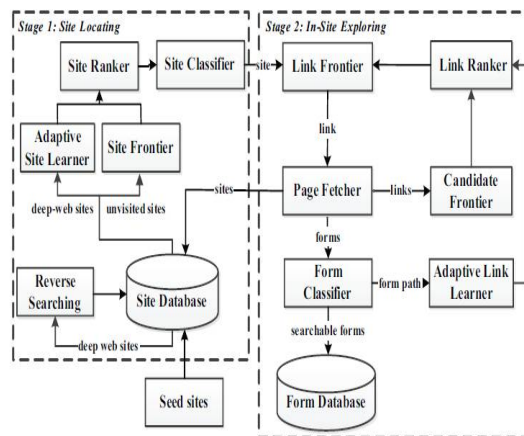 Stage 1: Site Locating
Stage 2: In-Site Exploring
Site Ranker
Site Classifier
site
Link Frontier
Link Ranker
link
Adaptive
Site Learner
Site Frontier
Page Fetcher
links
Candidate
Frontier
sites
deep-web sites
unvisited sites
forms
Reverse
Searching
Site Database
Form
Classifier
form path
Adaptive Link
Learner
searchable forms
deep web sites
Seed sites
Form Database